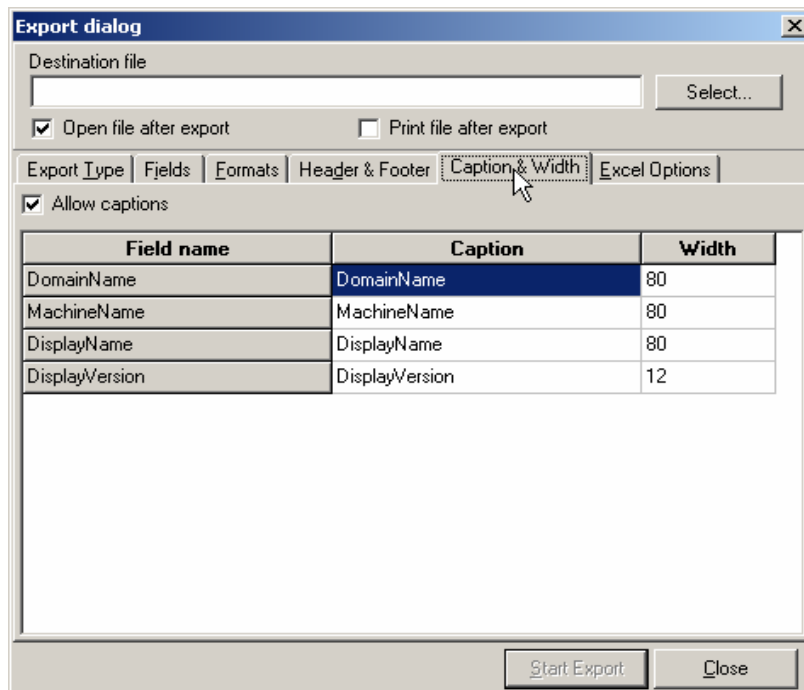 Export dialog
Destination file
Select...
Open file after export Print file after export
Export Type Fields Formats Header & Footer Caption & Width Excel Options
Allow captions
Field name Caption Width
DomainName DomainName 80
MachineName MachineName 80
DisplayName DisplayName 80
DisplayVersion DisplayVersion 12
Start Export Close